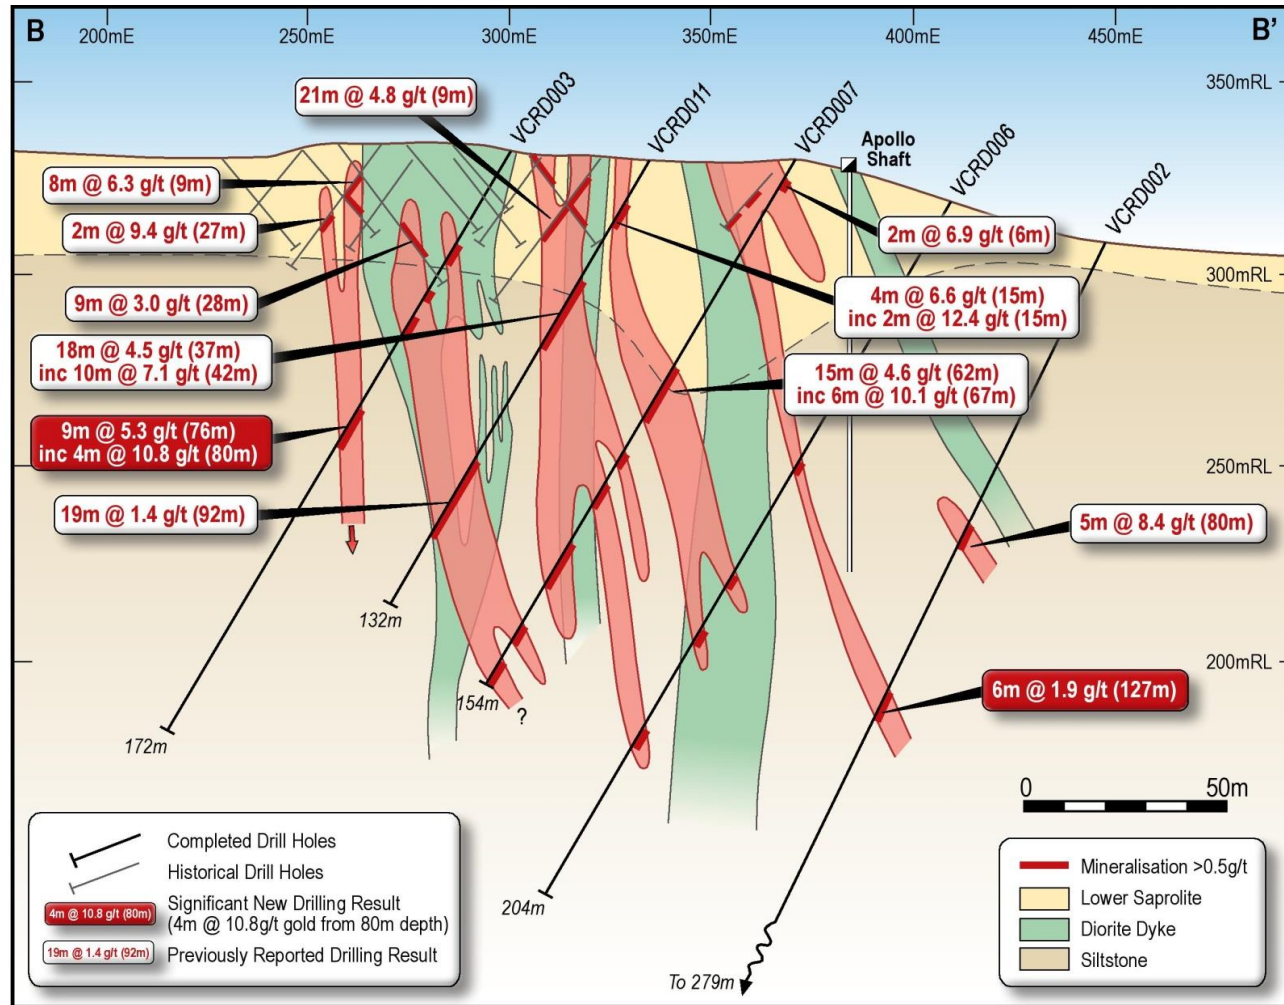 B
200mE
250mE
300mE
350mE
400mE
450mE
B'
350mRL
300mRL
250mRL
200mRL
VCRD003
VCRD011
VCRD007
VCRD006
VCRD002
Apollo
Shaft
21m @ 4.8 g/t (9m)
8m @ 6.3 g/t (9m)
2m @ 9.4 g/t (27m)
9m @ 3.0 g/t (28m)
18m @ 4.5 g/t (37m)
inc 10m @ 7.1 g/t (42m)
9m @ 5.3 g/t (76m)
inc 4m @ 10.8 g/t (80m)
19m @ 1.4 g/t (92m)
2m @ 6.9 g/t (6m)
4m @ 6.6 g/t (15m)
inc 2m @ 12.4 g/t (15m)
15m @ 4.6 g/t (62m)
inc 6m @ 10.1 g/t (67m)
5m @ 8.4 g/t (80m)
6m @ 1.9 g/t (127m)
132m
154m
?
172m
204m
To 279m
0 50m
Completed Drill Holes
Historical Drill Holes
4m @ 10.8 g/t (80m)
Significant New Drilling Result
(4m @ 10.8g/t gold from 80m depth)
19m @ 1.4 g/t (92m)
Previously Reported Drilling Result
Mineralisation >0.5g/t
Lower Saprolite
Diorite Dyke
Siltstone